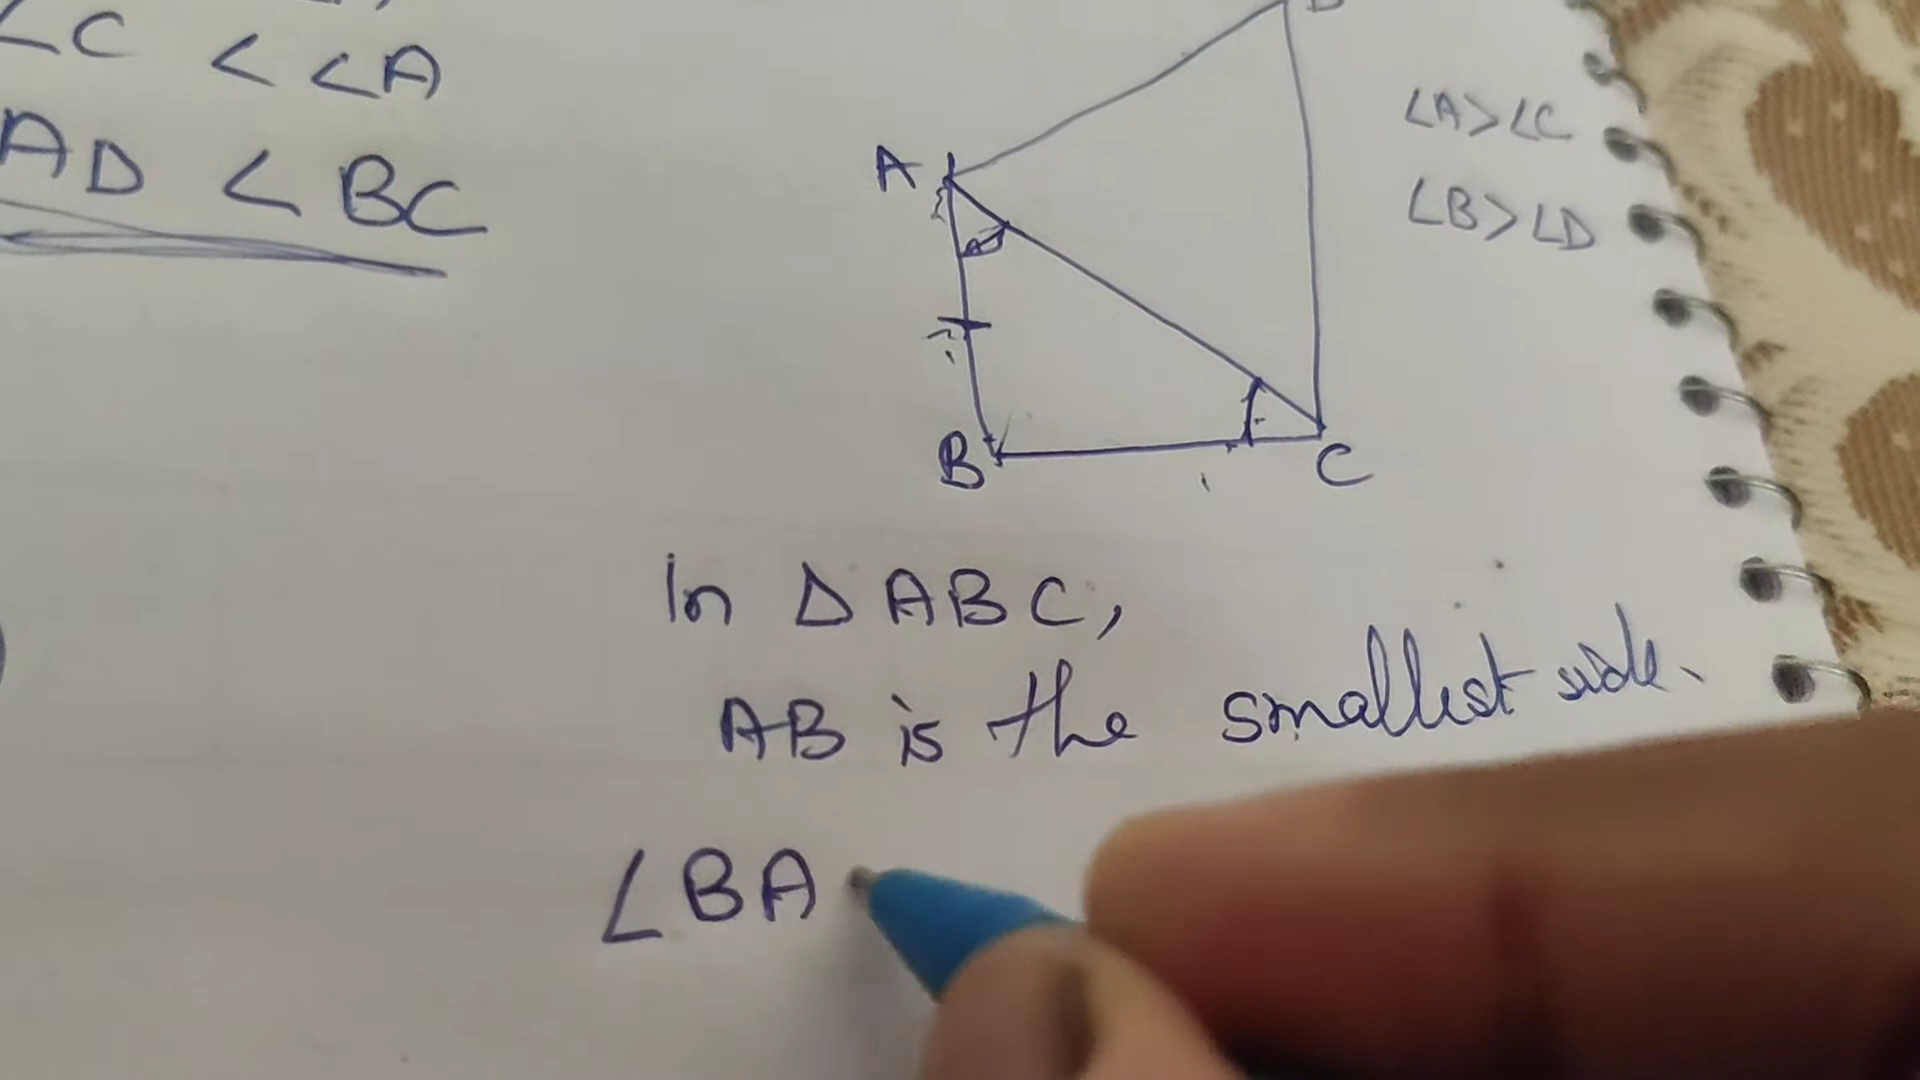 ∠C < ∠A
AD < BC
∠A>∠C
∠B>∠D
A
B
C
In Δ ABC,
AB is the smallest side.
∠BA